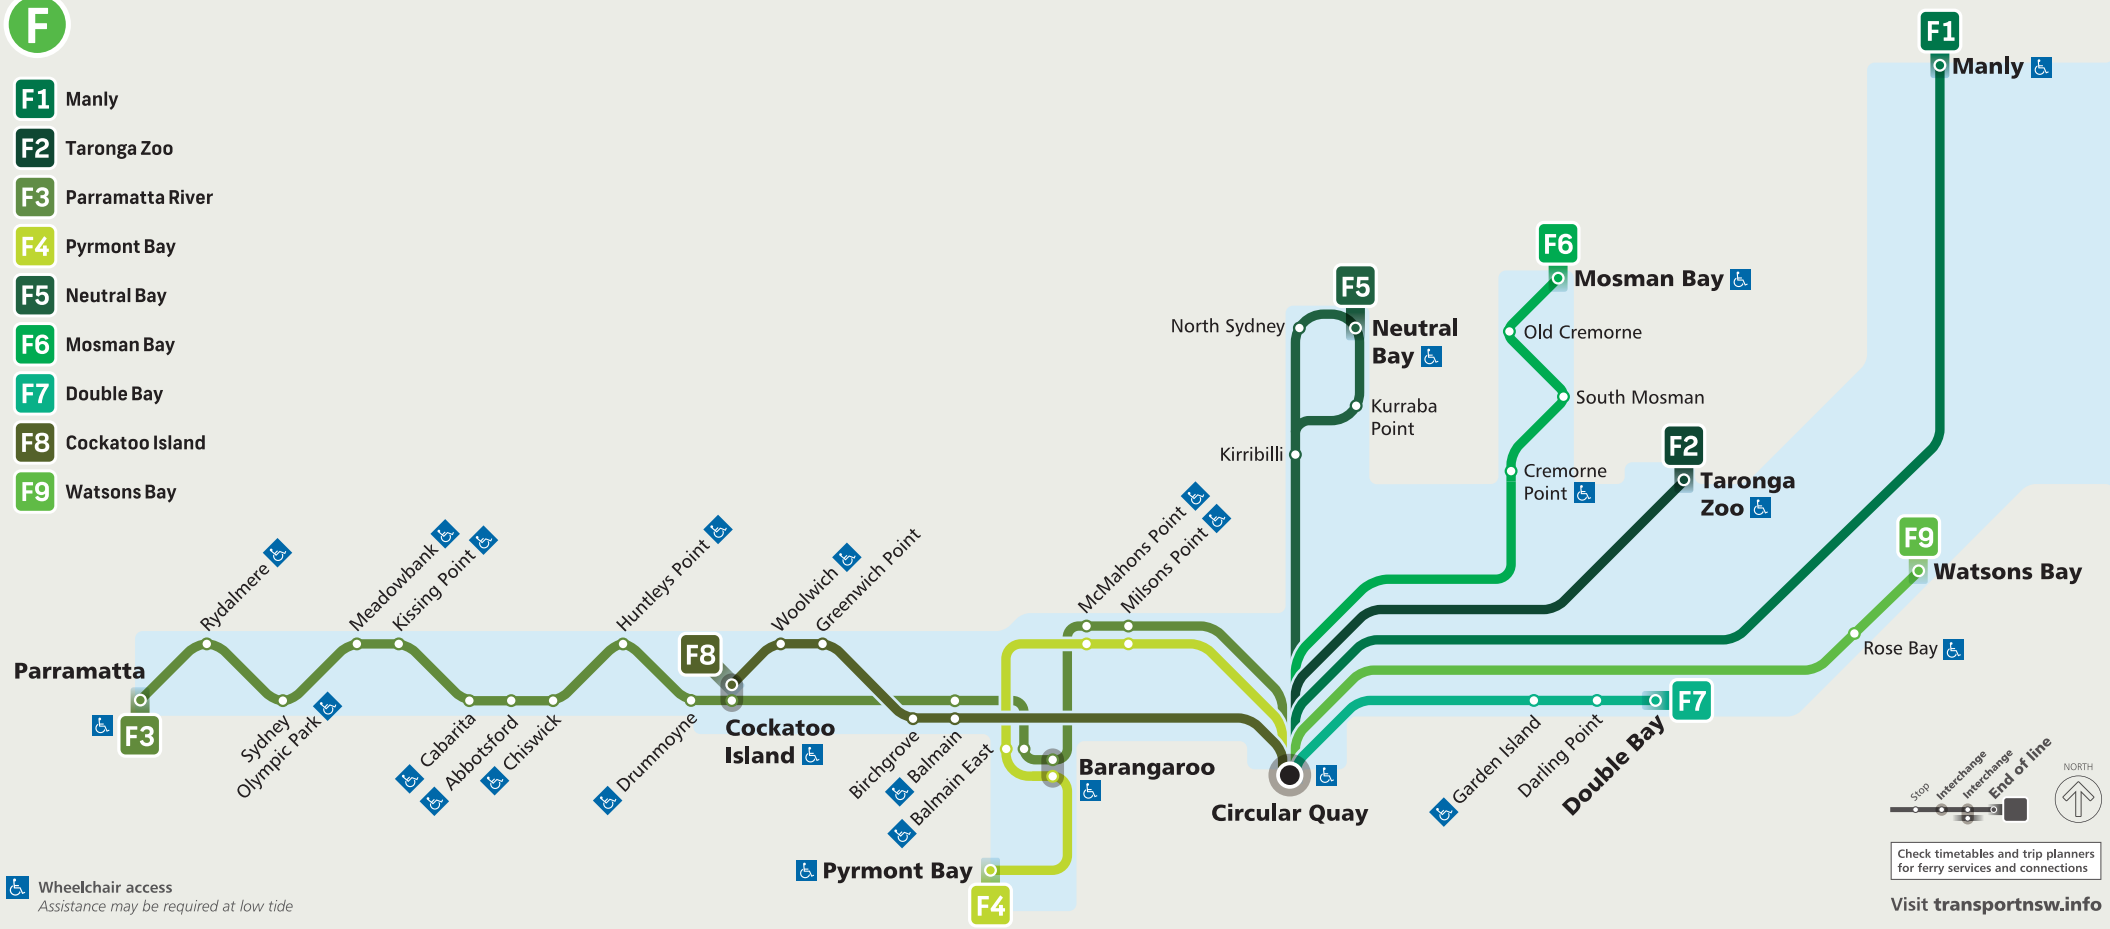 F
F1 Manly
F2 Taronga Zoo
F3 Parramatta River
F4 Pyrmont Bay
F5 Neutral Bay
F6 Mosman Bay
F7 Double Bay
F8 Cockatoo Island
F9 Watsons Bay
F1
Manly
F6
Mosman Bay
Old Cremorne
South Mosman
Cremorne
Point
F5
North Sydney
Neutral
Bay
Kurraba
Point
Kirribilli
F2
Taronga
Zoo
F9
Watsons Bay
Rose Bay
Parramatta
F3
Rydalmere
Sydney
Olympic Park
Meadowbank
Kissing Point
Cabarita
Abbotsford
Chiswick
Huntleys Point
Drummoyne
F8
Cockatoo
Island
Woolwich
Greenwich Point
Birchgrove
Balmain
Balmain East
McMahons Point
Milsons Point
Barangaroo
Pyrmont Bay
F4
Circular Quay
Garden Island
Darling Point
Double Bay
F7
Stop
Interchange
Interchange
End of line
NORTH
Check timetables and trip planners
for ferry services and connections
Visit transportnsw.info
Wheelchair access
Assistance may be required at low tide